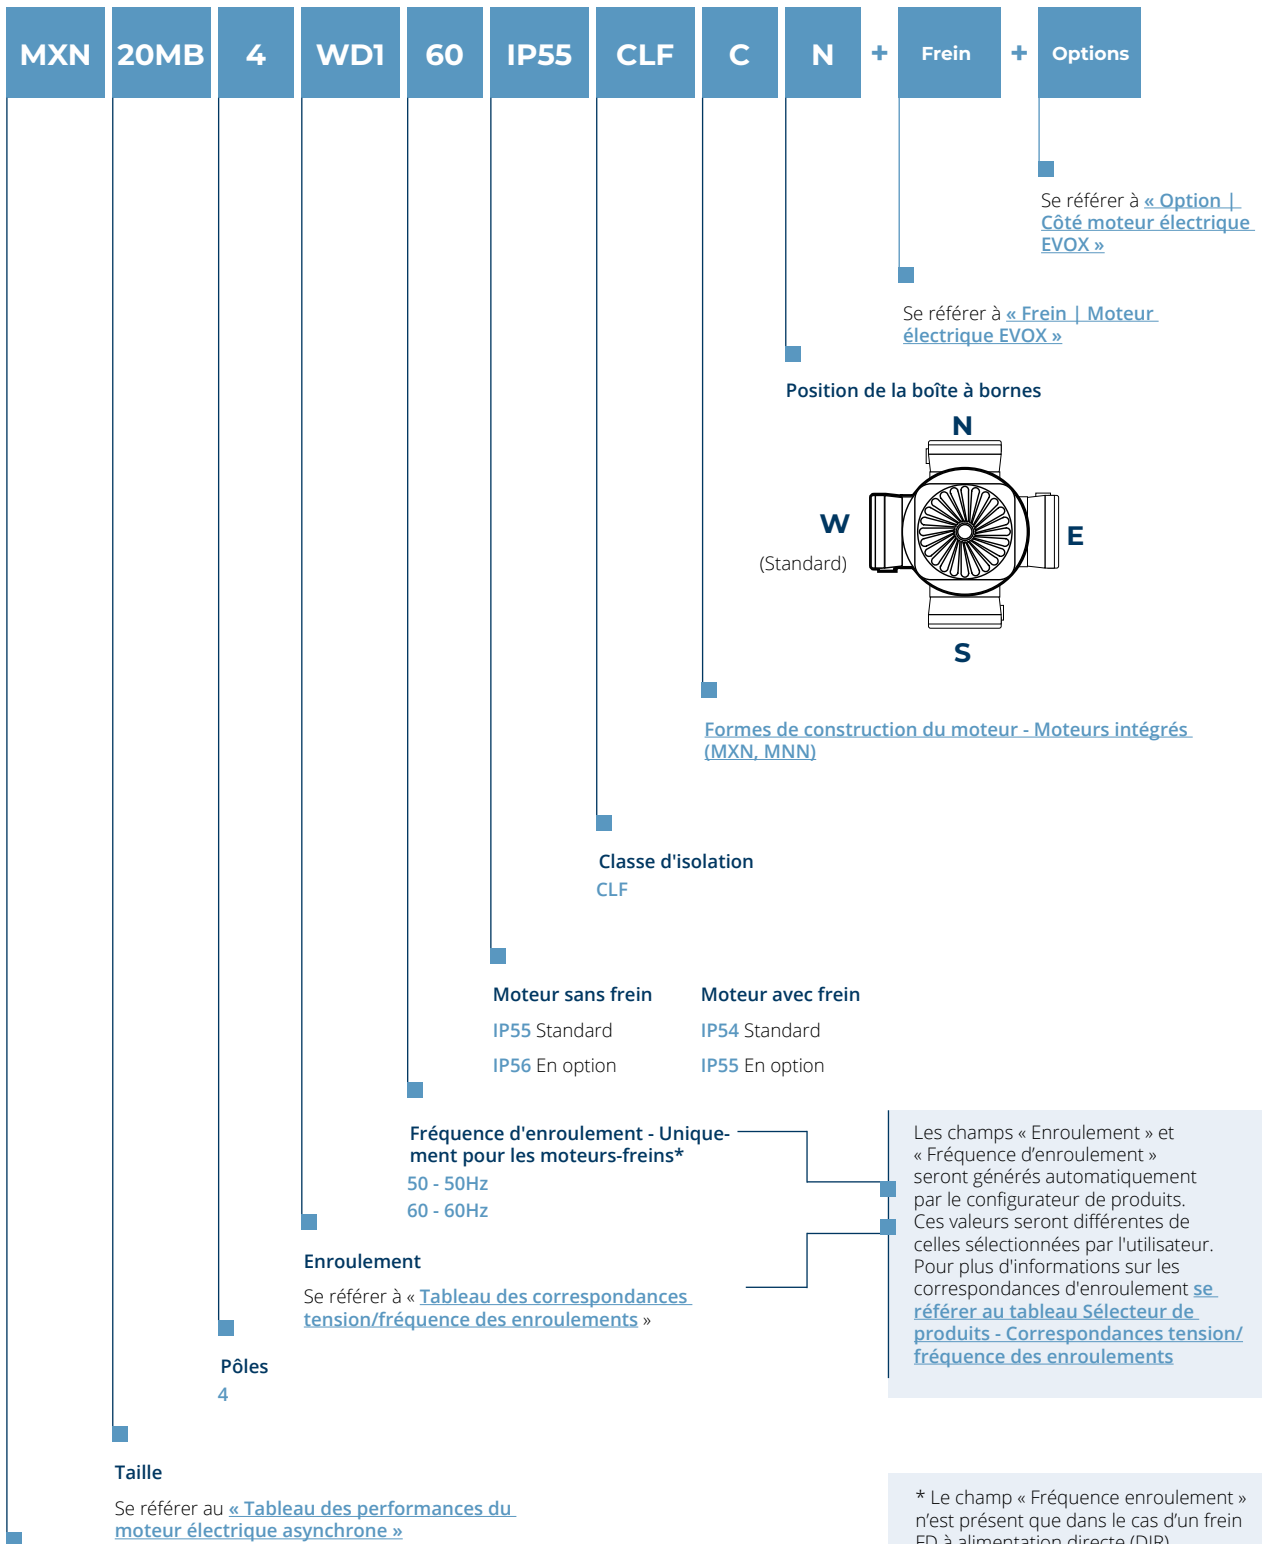 MXN 20MB 4 WD1 60 IP55 CLF C N + Frein + Options
Se référer à « Option |
Côté moteur électrique
EVOX »
Se référer à « Frein | Moteur
électrique EVOX »
Position de la boîte à bornes
N
W
(Standard)
E
S
Formes de construction du moteur - Moteurs intégrés
(MXN, MNN)
Classe d'isolation
CLF
Moteur sans frein
IP55 Standard
IP56 En option
Moteur avec frein
IP54 Standard
IP55 En option
Fréquence d'enroulement - Unique-
ment pour les moteurs-freins*
50 - 50Hz
60 - 60Hz
Les champs « Enroulement » et
« Fréquence d’enroulement »
seront générés automatiquement
par le configurateur de produits.
Ces valeurs seront différentes de
celles sélectionnées par l'utilisateur.
Pour plus d'informations sur les
correspondances d'enroulement se
référer au tableau Sélecteur de
produits - Correspondances tension/
fréquence des enroulements
Enroulement
Se référer à « Tableau des correspondances
tension/fréquence des enroulements »
Pôles
4
Taille
Se référer au « Tableau des performances du
moteur électrique asynchrone »
* Le champ « Fréquence enroulement »
n’est présent que dans le cas d’un frein
FD à alimentation directe (DIR)